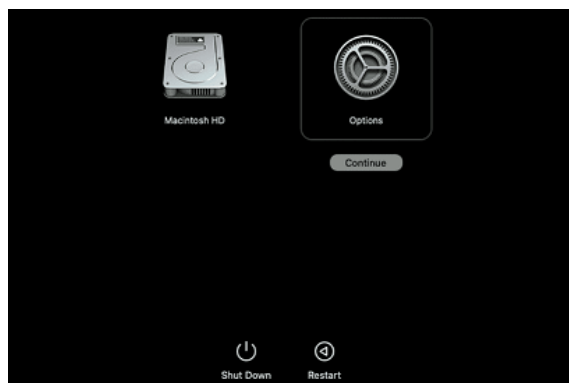 Macintosh HD
Options
Continue
Shut Down
Restart